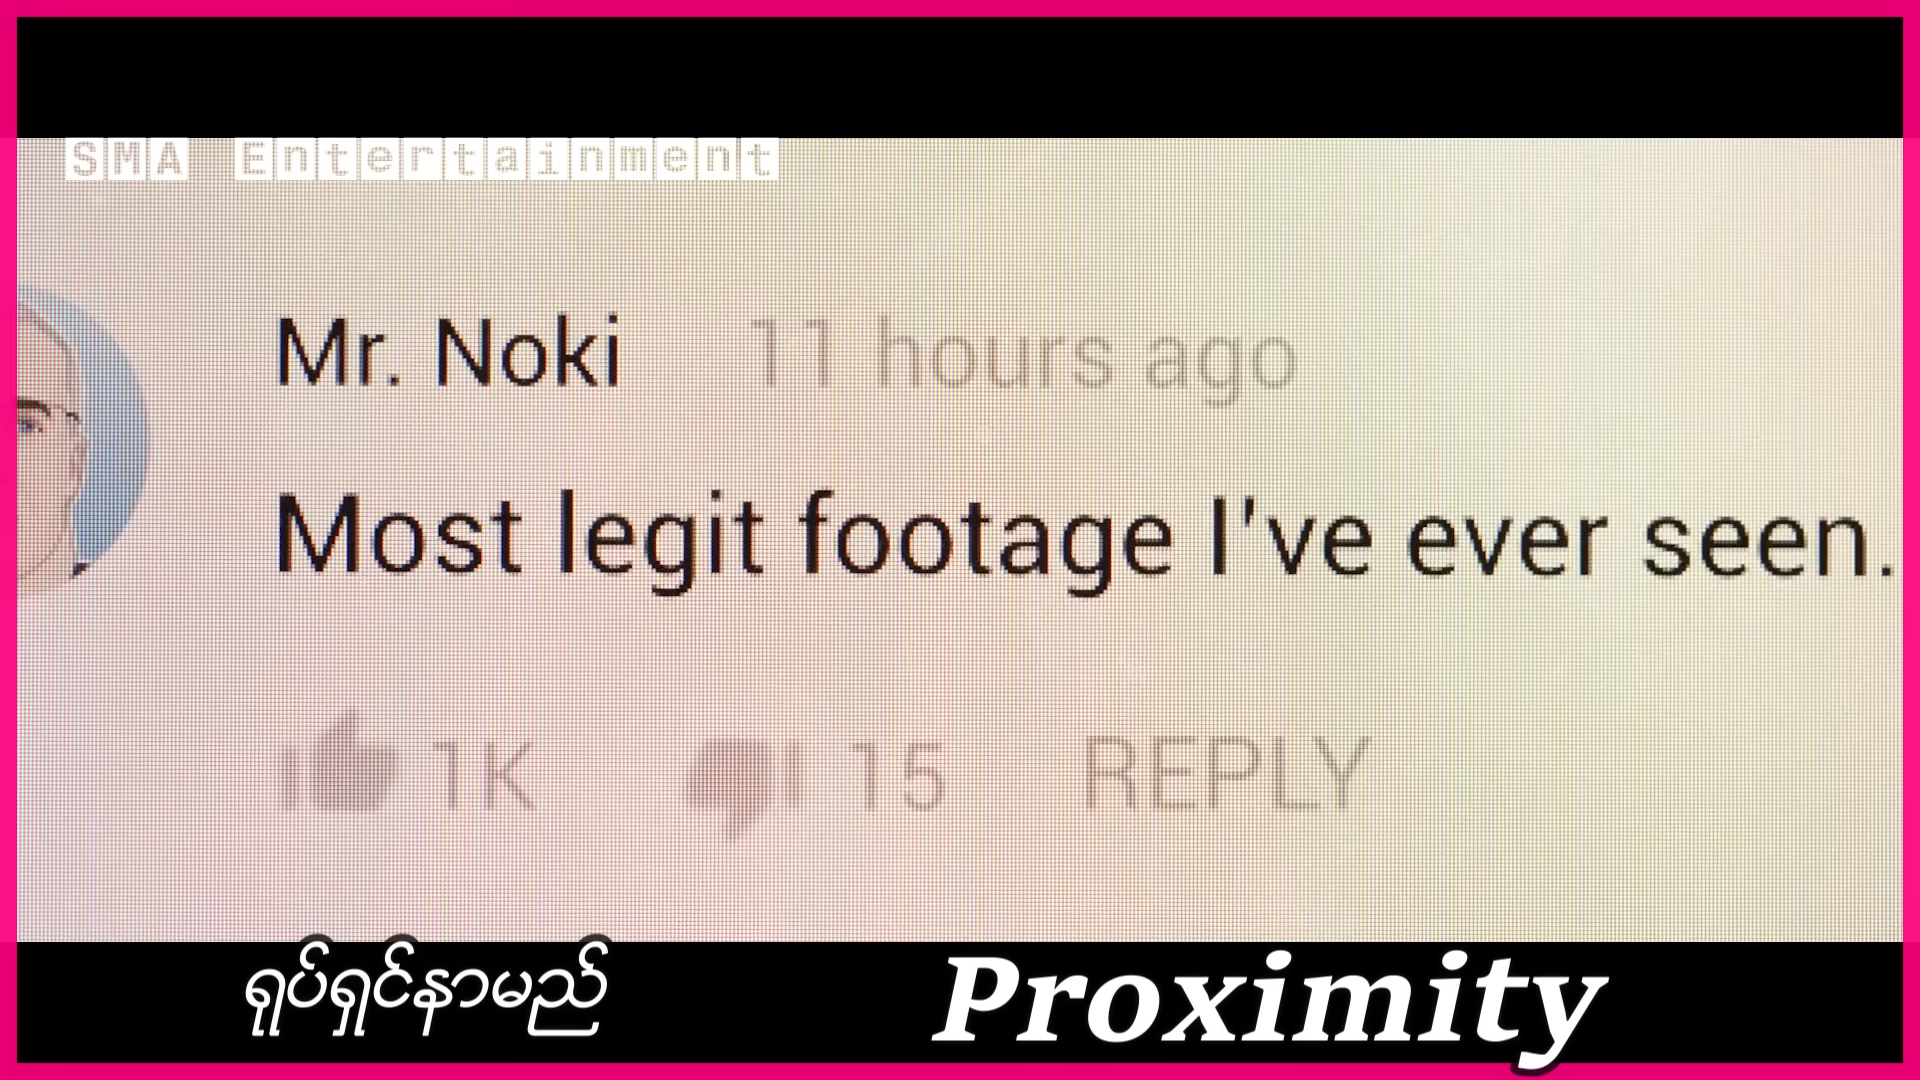 SMA Entertainment
Mr. Noki 11 hours ago
Most legit footage I've ever seen.
1K 15 REPLY
ရုပ်ရှင်နာမည် Proximity